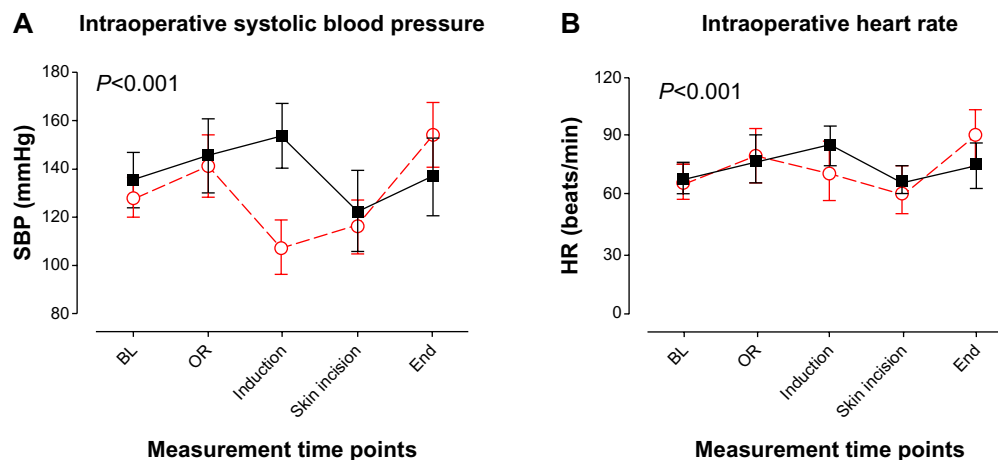 A Intraoperative systolic blood pressure
P<0.001
SBP (mmHg)
180
160
140
120
100
80
BL
OR
Induction
Skin incision
End
Measurement time points
B Intraoperative heart rate
P<0.001
HR (beats/min)
120
90
60
30
0
BL
OR
Induction
Skin incision
End
Measurement time points